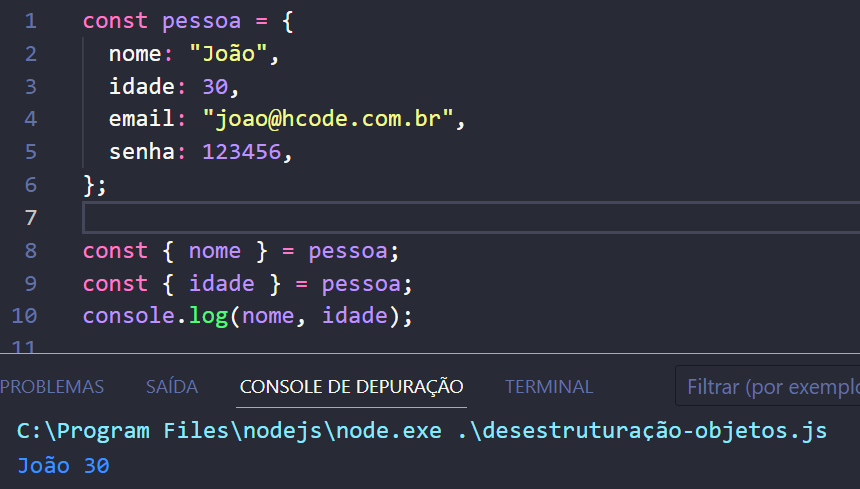 1 const pessoa = {
2 nome: "João",
3 idade: 30,
4 email: "joao@hcode.com.br",
5 senha: 123456,
6 };
7
8 const { nome } = pessoa;
9 const { idade } = pessoa;
10 console.log(nome, idade);
11
PROBLEMAS SAÍDA CONSOLE DE DEPURAÇÃO TERMINAL Filtrar (por exemplo
C:\Program Files\nodejs\node.exe .\desestruturação-objetos.js
João 30